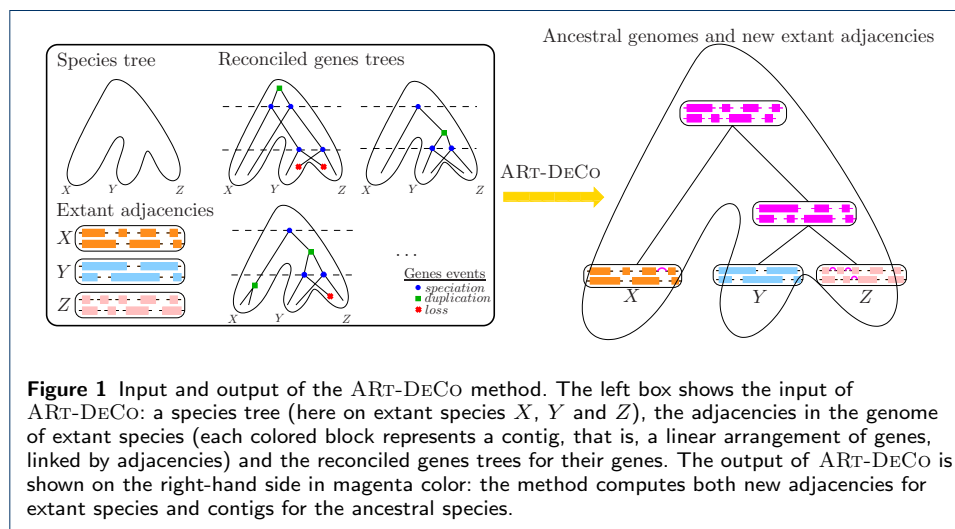 Species tree
Reconciled genes trees
X Y Z
X Y Z
X Y Z
Extant adjacencies
X
Y
Z
X Y Z
...
Genes events
speciation
duplication
loss
ART-DECO
Ancestral genomes and new extant adjacencies
X Y Z
Figure 1 Input and output of the ART-DECO method. The left box shows the input of
ART-DECO: a species tree (here on extant species X, Y and Z), the adjacencies in the genome
of extant species (each colored block represents a contig, that is, a linear arrangement of genes,
linked by adjacencies) and the reconciled genes trees for their genes. The output of ART-DECO is
shown on the right-hand side in magenta color: the method computes both new adjacencies for
extant species and contigs for the ancestral species.